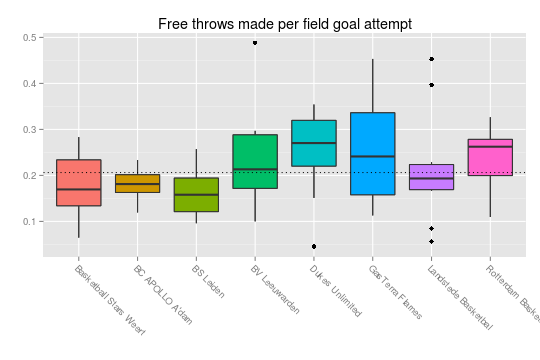 Free throws made per field goal attempt
0.5
0.4
0.3
0.2
0.1
Basketball Stars Weert
BC APOLLO A'dam
BS Leiden
BV Leeuwarden
Dukes Unlimited
GasTerra Flames
Landstede Basketbal
Rotterdam Basket